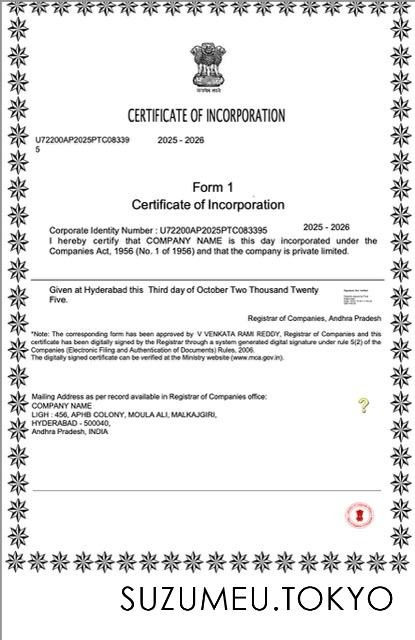 सत्यमेव जयते
CERTIFICATE OF INCORPORATION
U72200AP2025PTC08339 2025 - 2026
5
Form 1
Certificate of Incorporation
Corporate Identity Number : U72200AP2025PTC083395 2025 - 2026
I hereby certify that COMPANY NAME is this day incorporated under the
Companies Act, 1956 (No. 1 of 1956) and that the company is private limited.
Given at Hyderabad this Third day of October Two Thousand Twenty
Five.
Registrar of Companies, Andhra Pradesh
*Note: The corresponding form has been approved by V VENKATA RAMI REDDY, Registrar of Companies and this
certificate has been digitally signed by the Registrar through a system generated digital signature under rule 5(2) of the
Companies (Electronic Filing and Authentication of Documents) Rules, 2006.
The digitally signed certificate can be verified at the Ministry website (www.mca.gov.in).
Mailing Address as per record available in Registrar of Companies office:
COMPANY NAME
LIGH : 456, APHB COLONY, MOULA ALI, MALKAJGIRI,
HYDERABAD - 500040,
Andhra Pradesh, INDIA
?
SUZUMEU.TOKYO